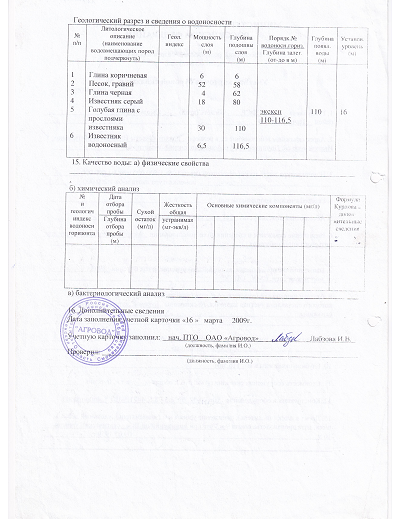 Геологический разрез и сведения о водоносности
№ п/п | Литологическое описание (наименование водовмещающих пород подчеркнуть) | Геол. индекс | Мощность слоя (м) | Глубина подошвы слоя (м) | Порядк № водоносн гориз. Глубина залег. (от-до в м) | Глубина появл. воды (м) | Установ. уровень (м)
1 Глина коричневая 6 6
2 Песок, гравий 52 58
3 Глина черная 4 62
4 Известняк серый 18 80
5 Голубая глина с прослоями известняка 30 110
110-116,5 110 16
6 Известняк водоносный 6,5 116,5
15. Качество воды: а) физические свойства
б) химический анализ
№ и геологич индекс водоносн горизонта | Дата отбора пробы | Глубина отбора пробы (м) | Сухой остаток (мг/л) | Жесткость общая | устранимая (мг-экв/л) | Основные химические компоненты (мг/л) | Формула
в) бактериологический анализ
16. Дополнительные сведения
Дата заполнения учетной карточки «16 » марта 2009г.
Учетную карточку заполнил: нач. ПТО ОАО «Агровод»
(должность, фамилия И.О.)
Проверил
(должность, фамилия И.О.)
"АГРОВОД"